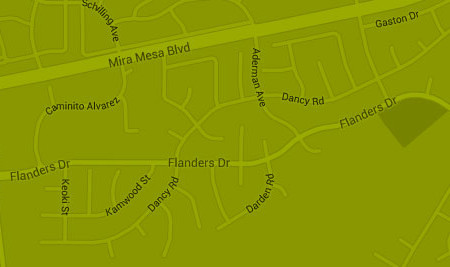 Schilling Ave
Gaston Dr
Mira Mesa Blvd
Aderman Ave
Caminito Alvarez
Dancy Rd
Flanders Dr
Flanders Dr
Flanders Dr
Keoki St
Kamwood St
Dancy Rd
Darden Rd